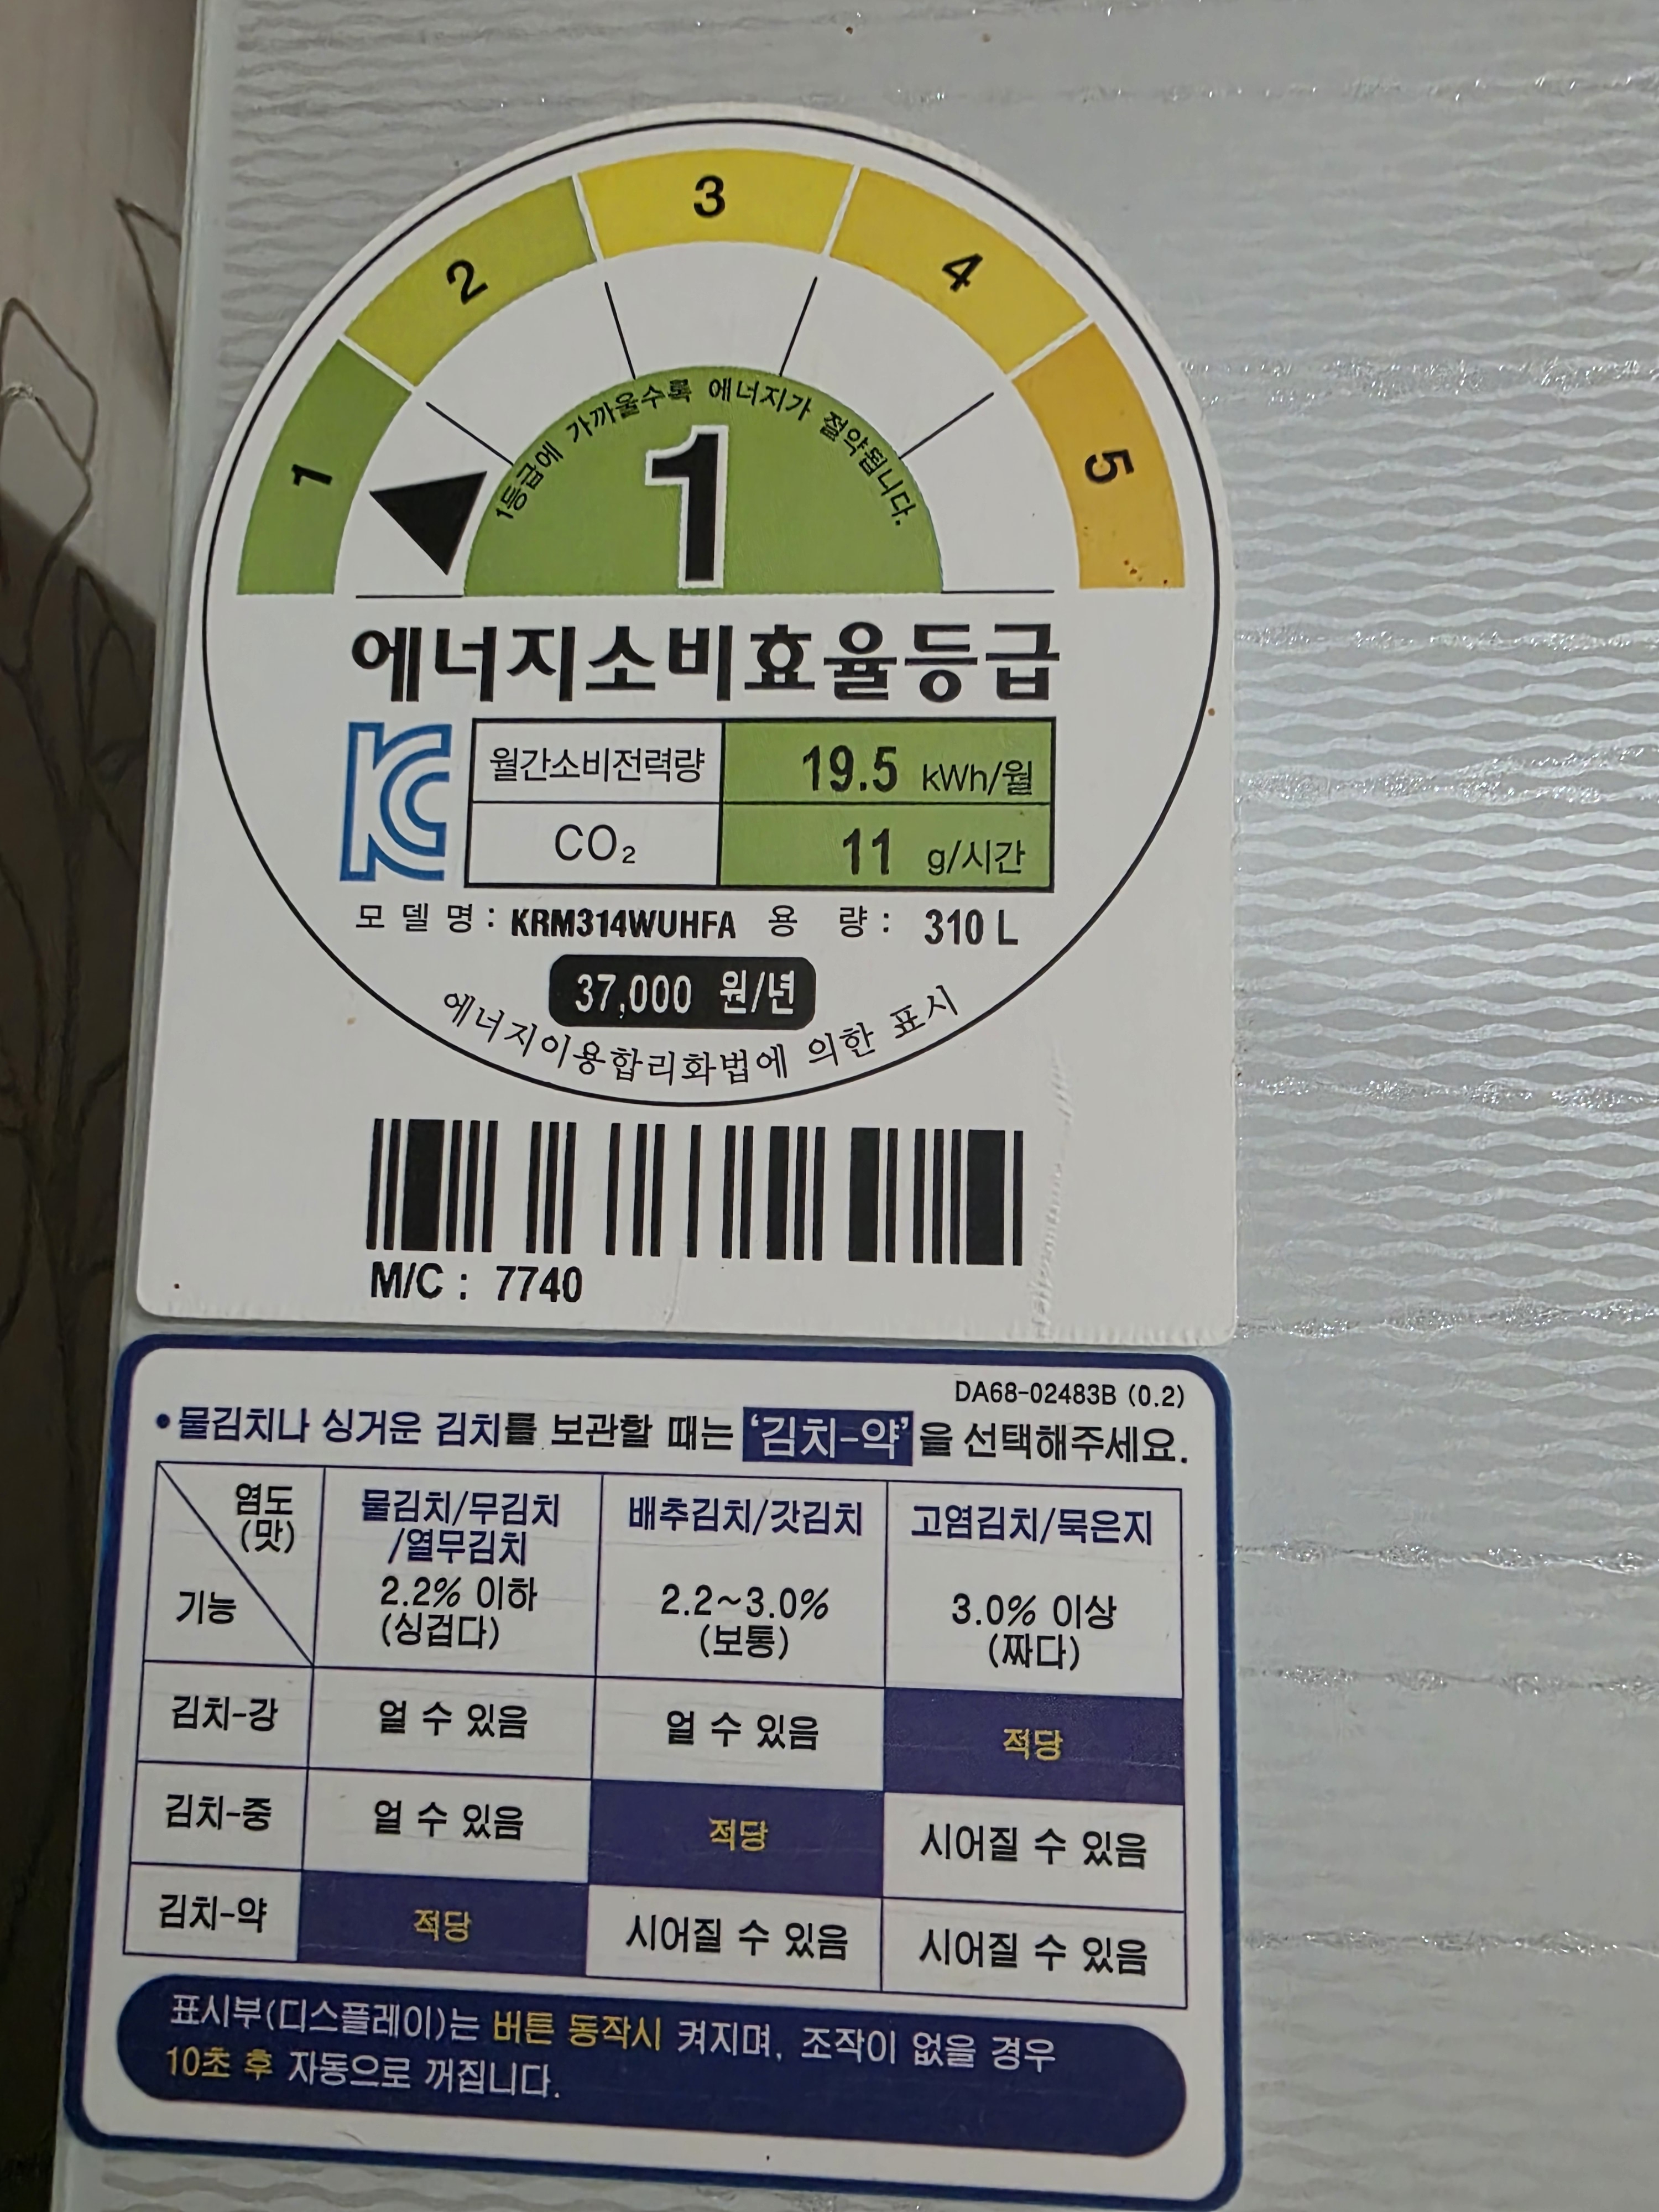 1
2
3
4
5
1등급에 가까울수록 에너지가 절약됩니다.
1
에너지소비효율등급
월간소비전력량 19.5 kWh/월
CO₂ 11 g/시간
모델명: KRM314WUHFA 용 량: 310 L
37,000 원/년
에너지이용합리화법에 의한 표시
M/C : 7740
DA68-02483B (0.2)
•물김치나 싱거운 김치를 보관할 때는 '김치-약'을 선택해주세요.
염도
(맛)
기능
물김치/무김치
/열무김치
2.2% 이하
(싱겁다)
배추김치/갓김치
2.2~3.0%
(보통)
고염김치/묵은지
3.0% 이상
(짜다)
김치-강 얼 수 있음 얼 수 있음 적당
김치-중 얼 수 있음 적당 시어질 수 있음
김치-약 적당 시어질 수 있음 시어질 수 있음
표시부(디스플레이)는 버튼 동작시 켜지며, 조작이 없을 경우
10초 후 자동으로 꺼집니다.